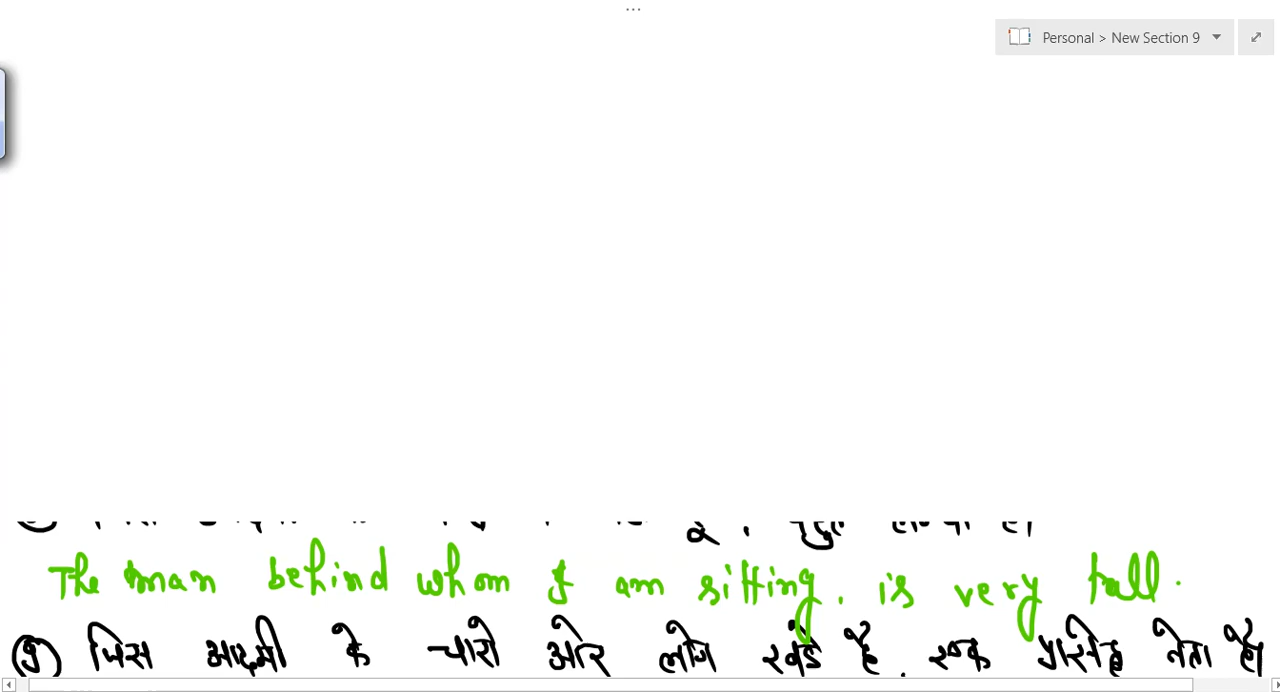 ...
Personal > New Section 9
The man behind whom I am sitting, is very tall.
9) जिस आदमी के चारो ओर लोग खड़े है, एक प्रसिद्ध नेता है।